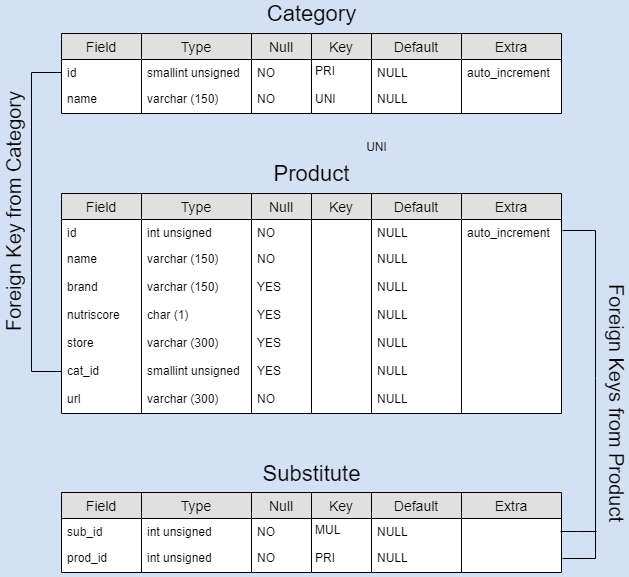 Category
Field Type Null Key Default Extra
id smallint unsigned NO PRI NULL auto_increment
name varchar (150) NO UNI NULL
Foreign Key from Category
UNI
Product
Field Type Null Key Default Extra
id int unsigned NO NULL auto_increment
name varchar (150) NO NULL
brand varchar (150) YES NULL
nutriscore char (1) YES NULL
store varchar (300) YES NULL
cat_id smallint unsigned YES NULL
url varchar (300) NO NULL
Foreign Keys from Product
Substitute
Field Type Null Key Default Extra
sub_id int unsigned NO MUL NULL
prod_id int unsigned NO PRI NULL